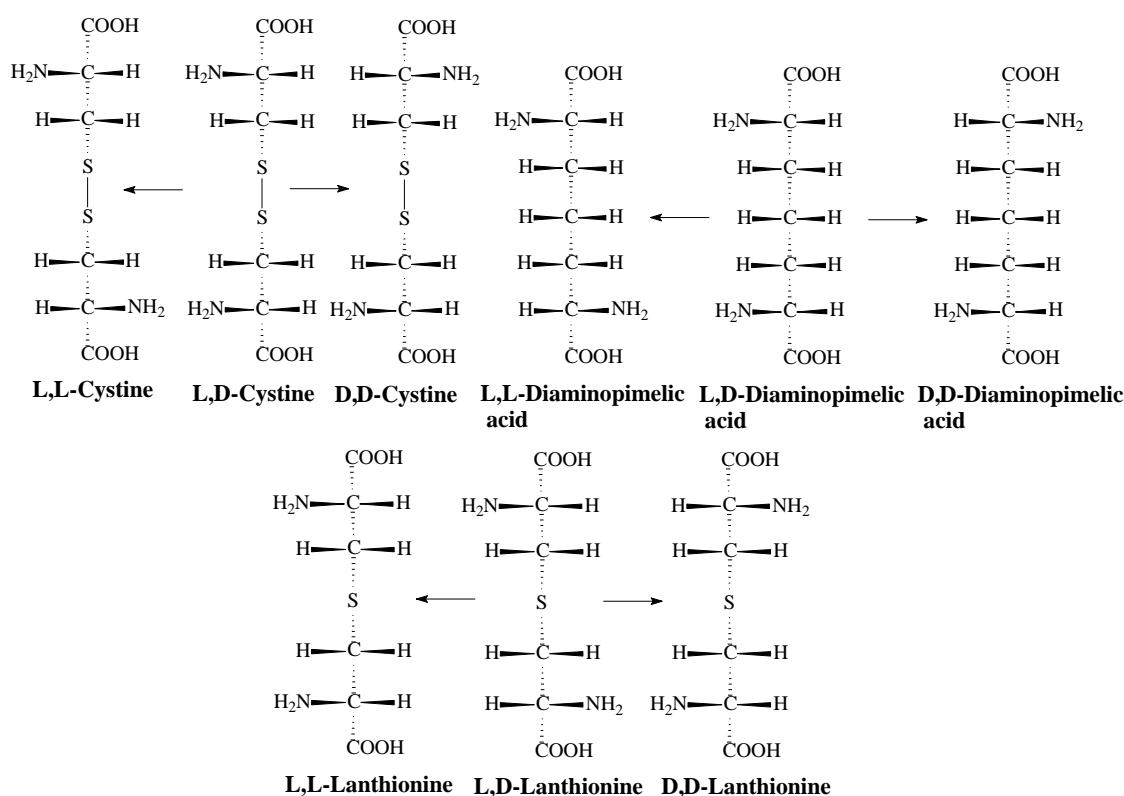 COOH
H₂N C H
H C H
S
S
H C H
H C NH₂
COOH
L,L-Cystine
COOH
H₂N C H
H C H
S
S
H C H
H₂N C H
COOH
L,D-Cystine
COOH
H C NH₂
H C H
S
S
H C H
H₂N C H
COOH
D,D-Cystine
COOH
H₂N C H
H C H
H C H
H C H
H C NH₂
COOH
L,L-Diaminopimelic
acid
COOH
H₂N C H
H C H
H C H
H C H
H₂N C H
COOH
L,D-Diaminopimelic
acid
COOH
H C NH₂
H C H
H C H
H C H
H₂N C H
COOH
D,D-Diaminopimelic
acid
COOH
H₂N C H
H C H
S
H C H
H₂N C H
COOH
L,L-Lanthionine
COOH
H₂N C H
H C H
S
H C H
H C NH₂
COOH
L,D-Lanthionine
COOH
H C NH₂
H C H
S
H C H
H₂N C H
COOH
D,D-Lanthionine